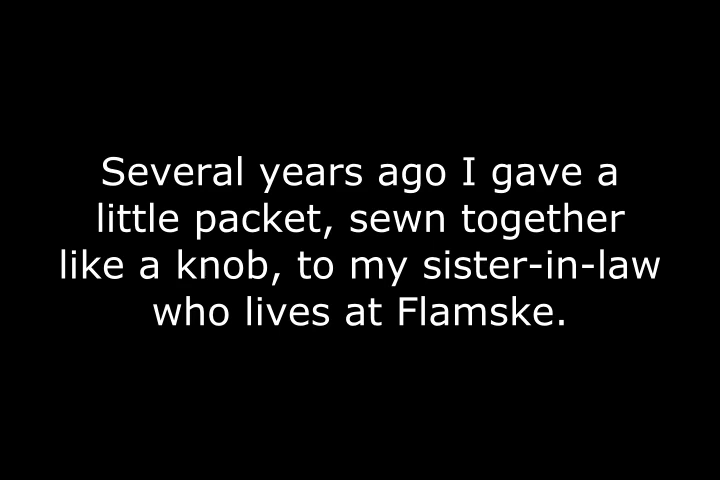 Several years ago I gave a
little packet, sewn together
like a knob, to my sister-in-law
who lives at Flamske.